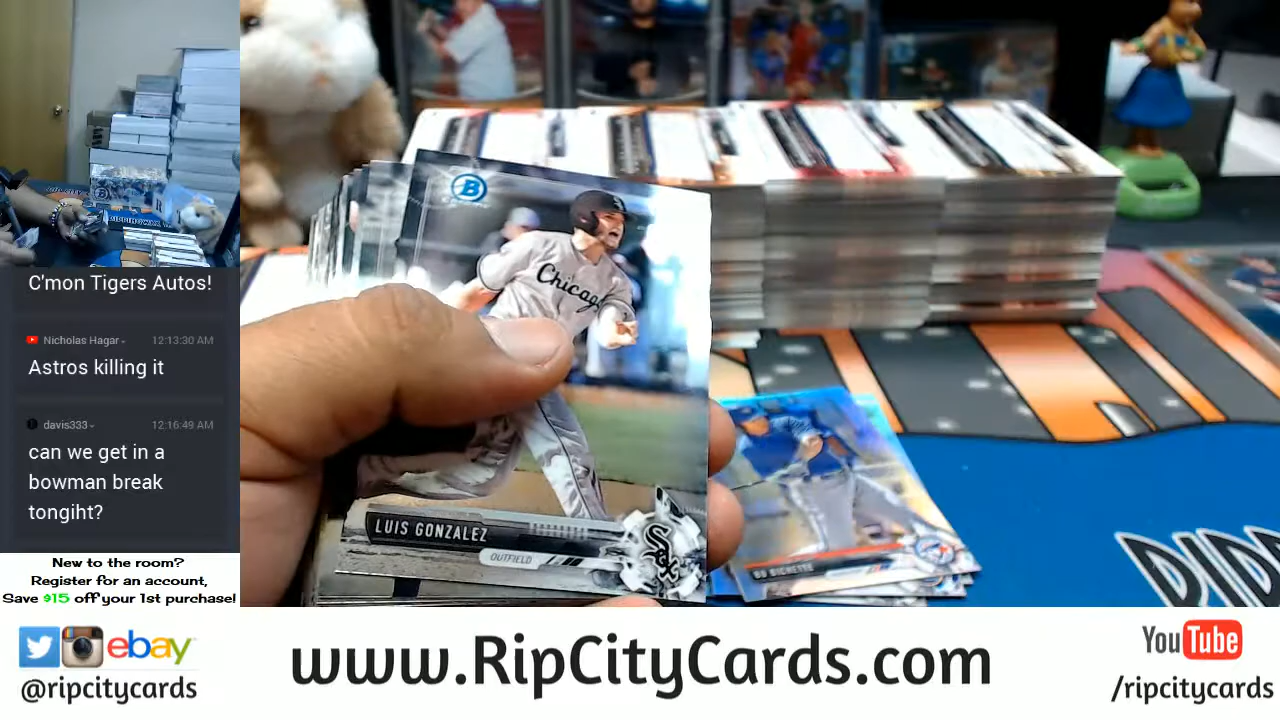 C'mon Tigers Autos!
Nicholas Hagar
12:13:30 AM
Astros killing it
davis333
12:16:49 AM
can we get in a
bowman break
tongiht?
New to the room?
Register for an account,
Save $15 off your 1st purchase!
B
Chicago
LUIS GONZALEZ
OUTFIELD
Sox
BO BICHETTE
ebay
@ripcitycards
www.RipCityCards.com
YouTube
/ripcitycards